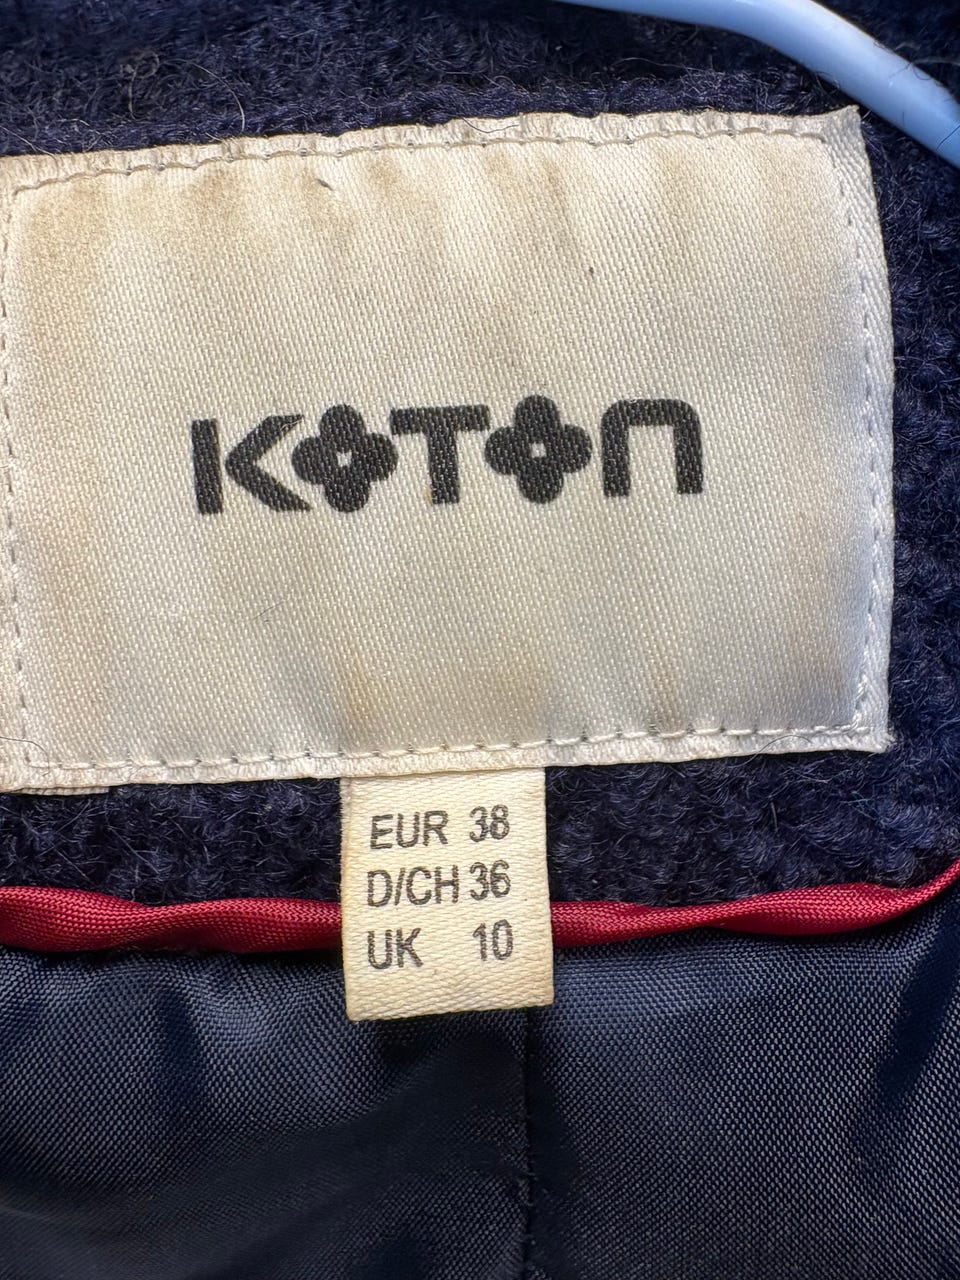 KOTON
EUR 38
D/CH 36
UK 10